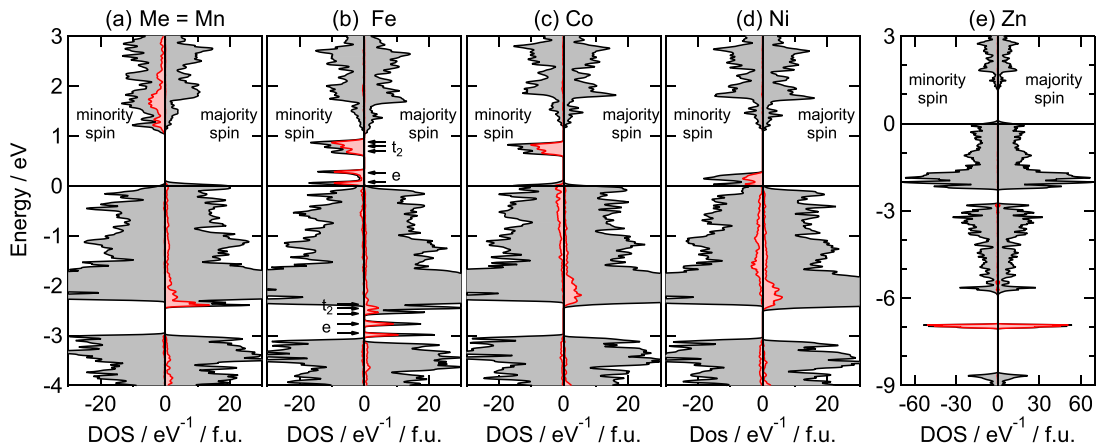 (a) Me = Mn
(b) Fe
(c) Co
(d) Ni
(e) Zn
3
2
1
0
-1
-2
-3
-4
Energy / eV
minority
spin
majority
spin
minority
spin
majority
spin
t2
e
t2
e
minority
spin
majority
spin
minority
spin
majority
spin
3
0
-3
-6
-9
minority
spin
majority
spin
-20 0 20
-20 0 20
-20 0 20
-20 0 20
-60 -30 0 30 60
DOS / eV⁻¹ / f.u.
DOS / eV⁻¹ / f.u.
DOS / eV⁻¹ / f.u.
Dos / eV⁻¹ / f.u.
DOS / eV⁻¹ / f.u.